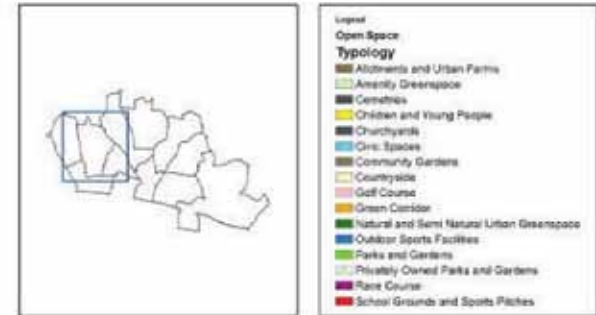 Legend
Open Space
Typology
Allotments and Urban Farms
Amenity Greenspace
Cemetries
Children and Young People
Churchyards
Civic Spaces
Community Gardens
Countryside
Golf Course
Green Corridor
Natural and Semi Natural Urban Greenspace
Outdoor Sports Facilities
Parks and Gardens
Privately Owned Parks and Gardens
Race Course
School Grounds and Sports Pitches